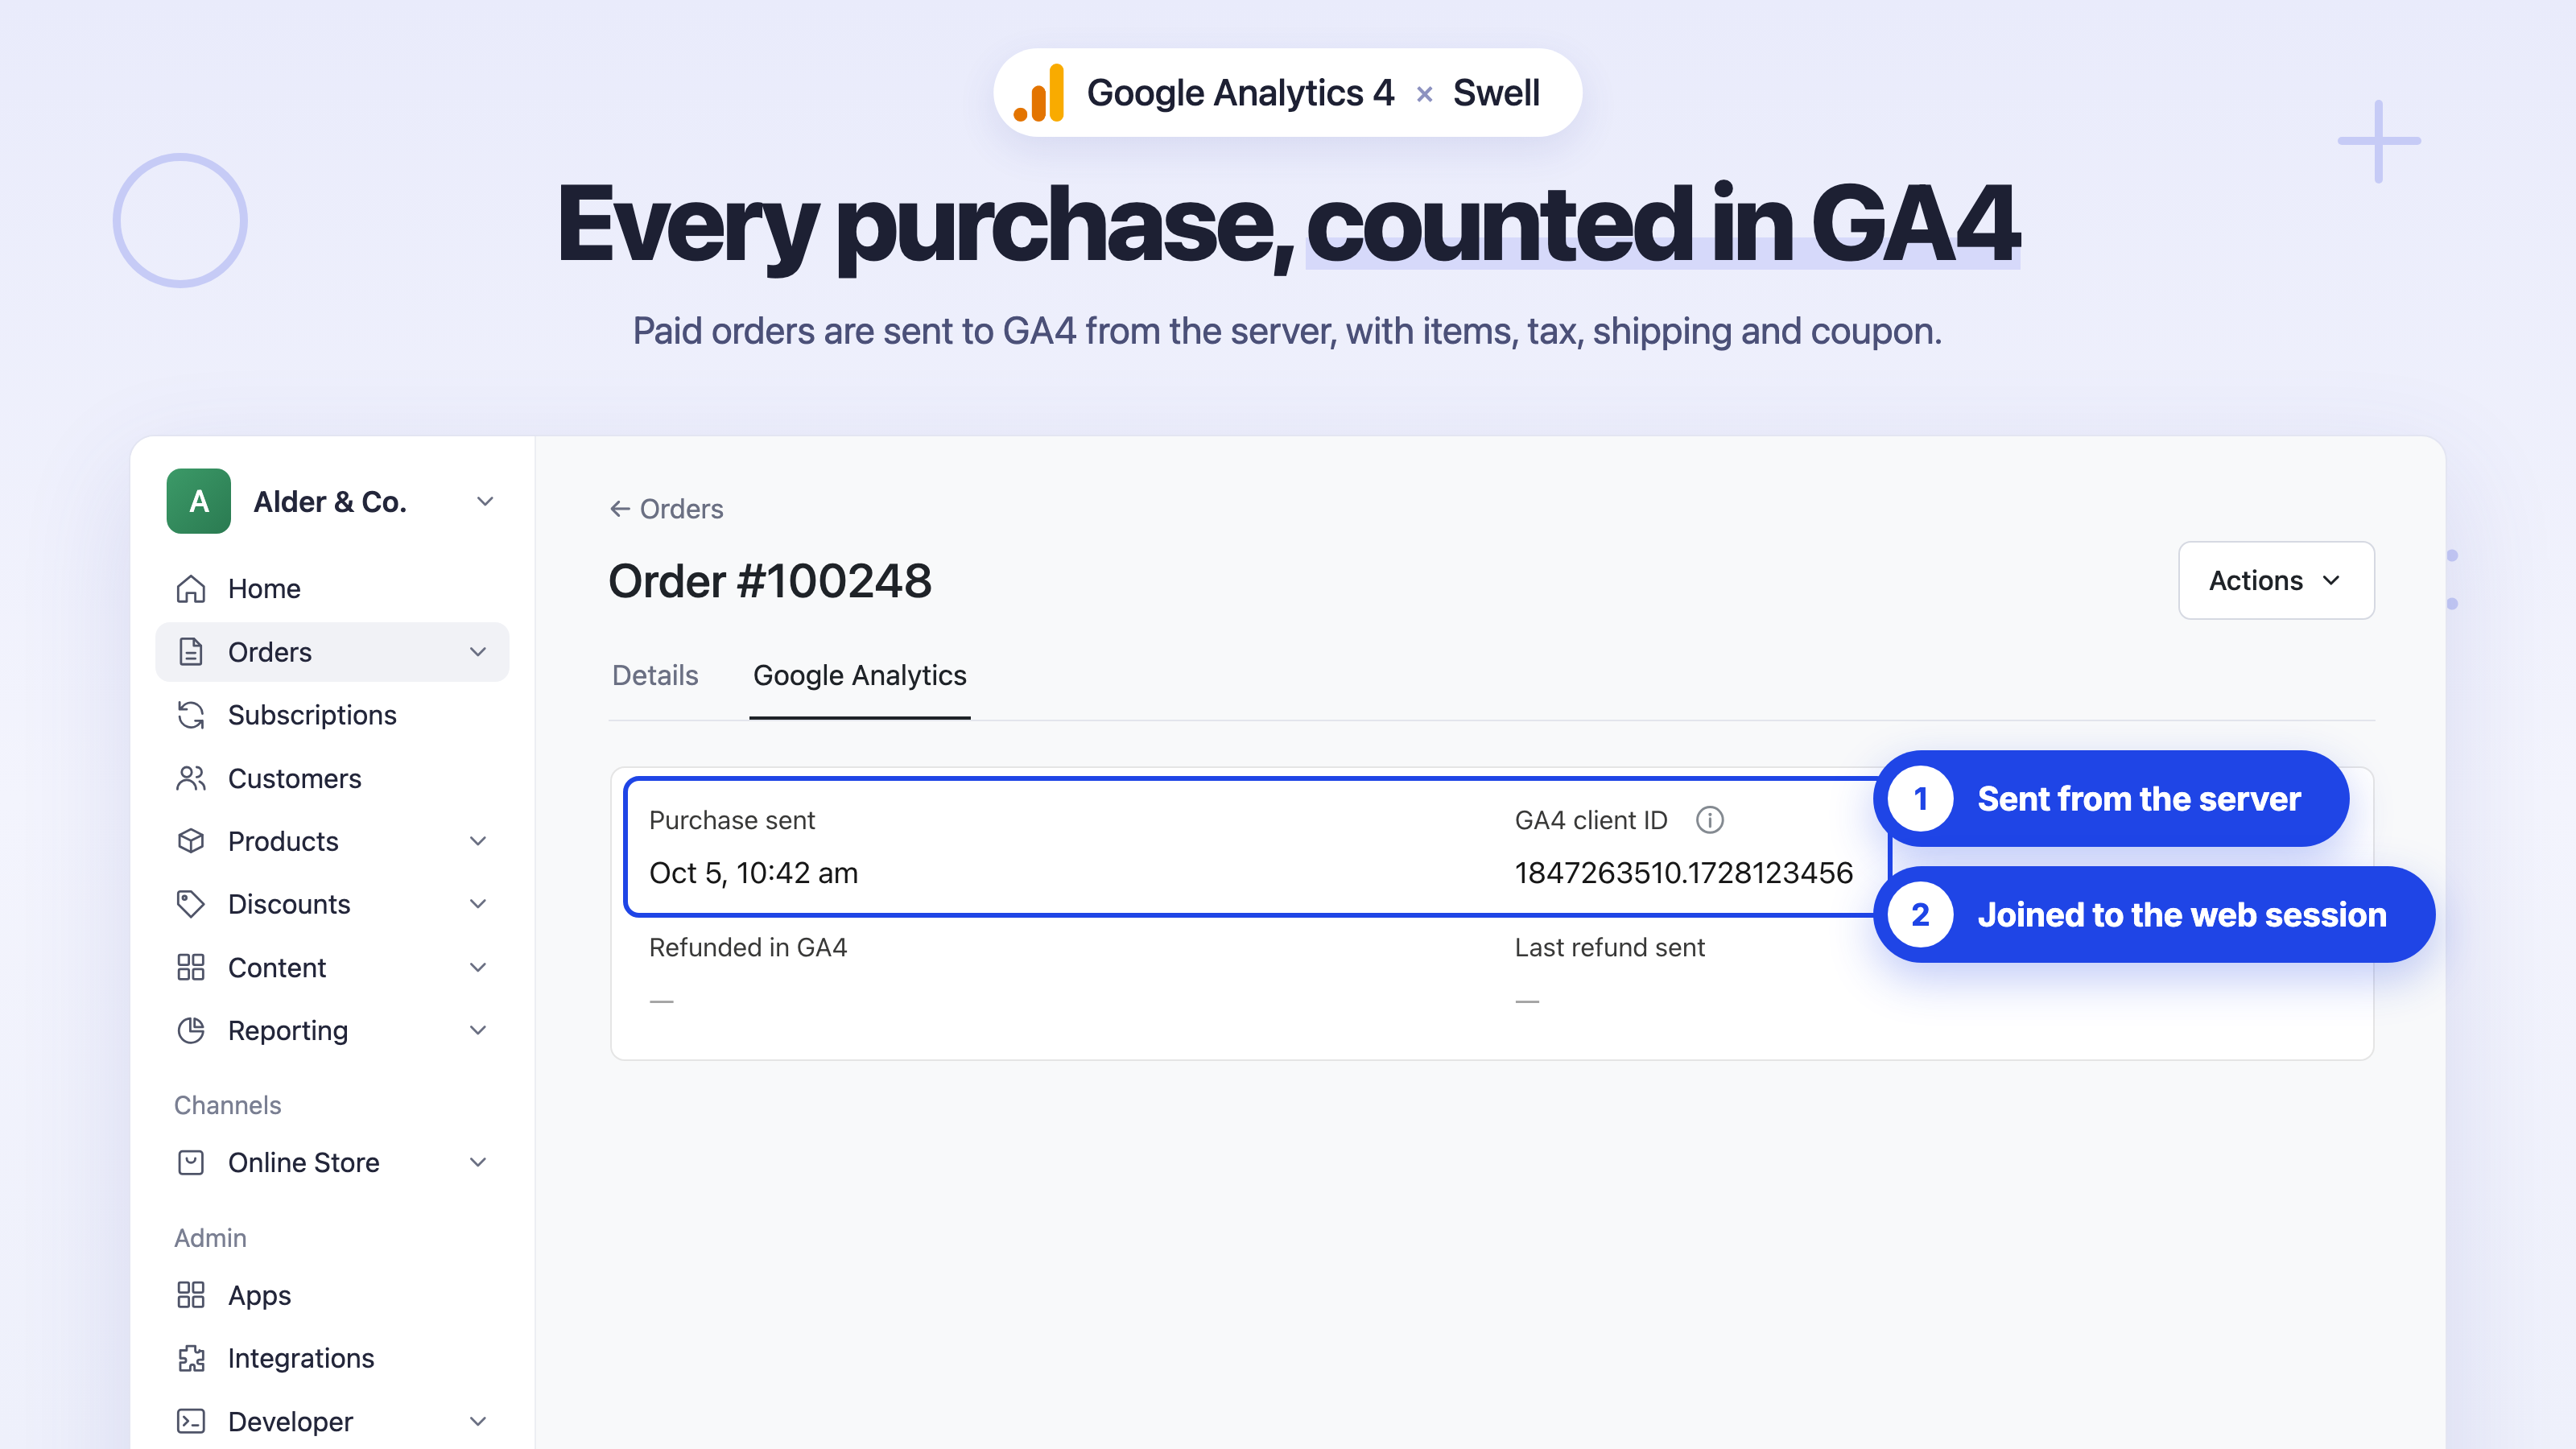 Google Analytics 4 × Swell
Every purchase, counted in GA4
Paid orders are sent to GA4 from the server, with items, tax, shipping and coupon.
A
Alder & Co.
Home
Orders
Subscriptions
Customers
Products
Discounts
Content
Reporting
Channels
Online Store
Admin
Apps
Integrations
Developer
← Orders
Order #100248
Actions
Details
Google Analytics
Purchase sent
Oct 5, 10:42 am
GA4 client ID
1847263510.1728123456
1 Sent from the server
2 Joined to the web session
Refunded in GA4
—
Last refund sent
—